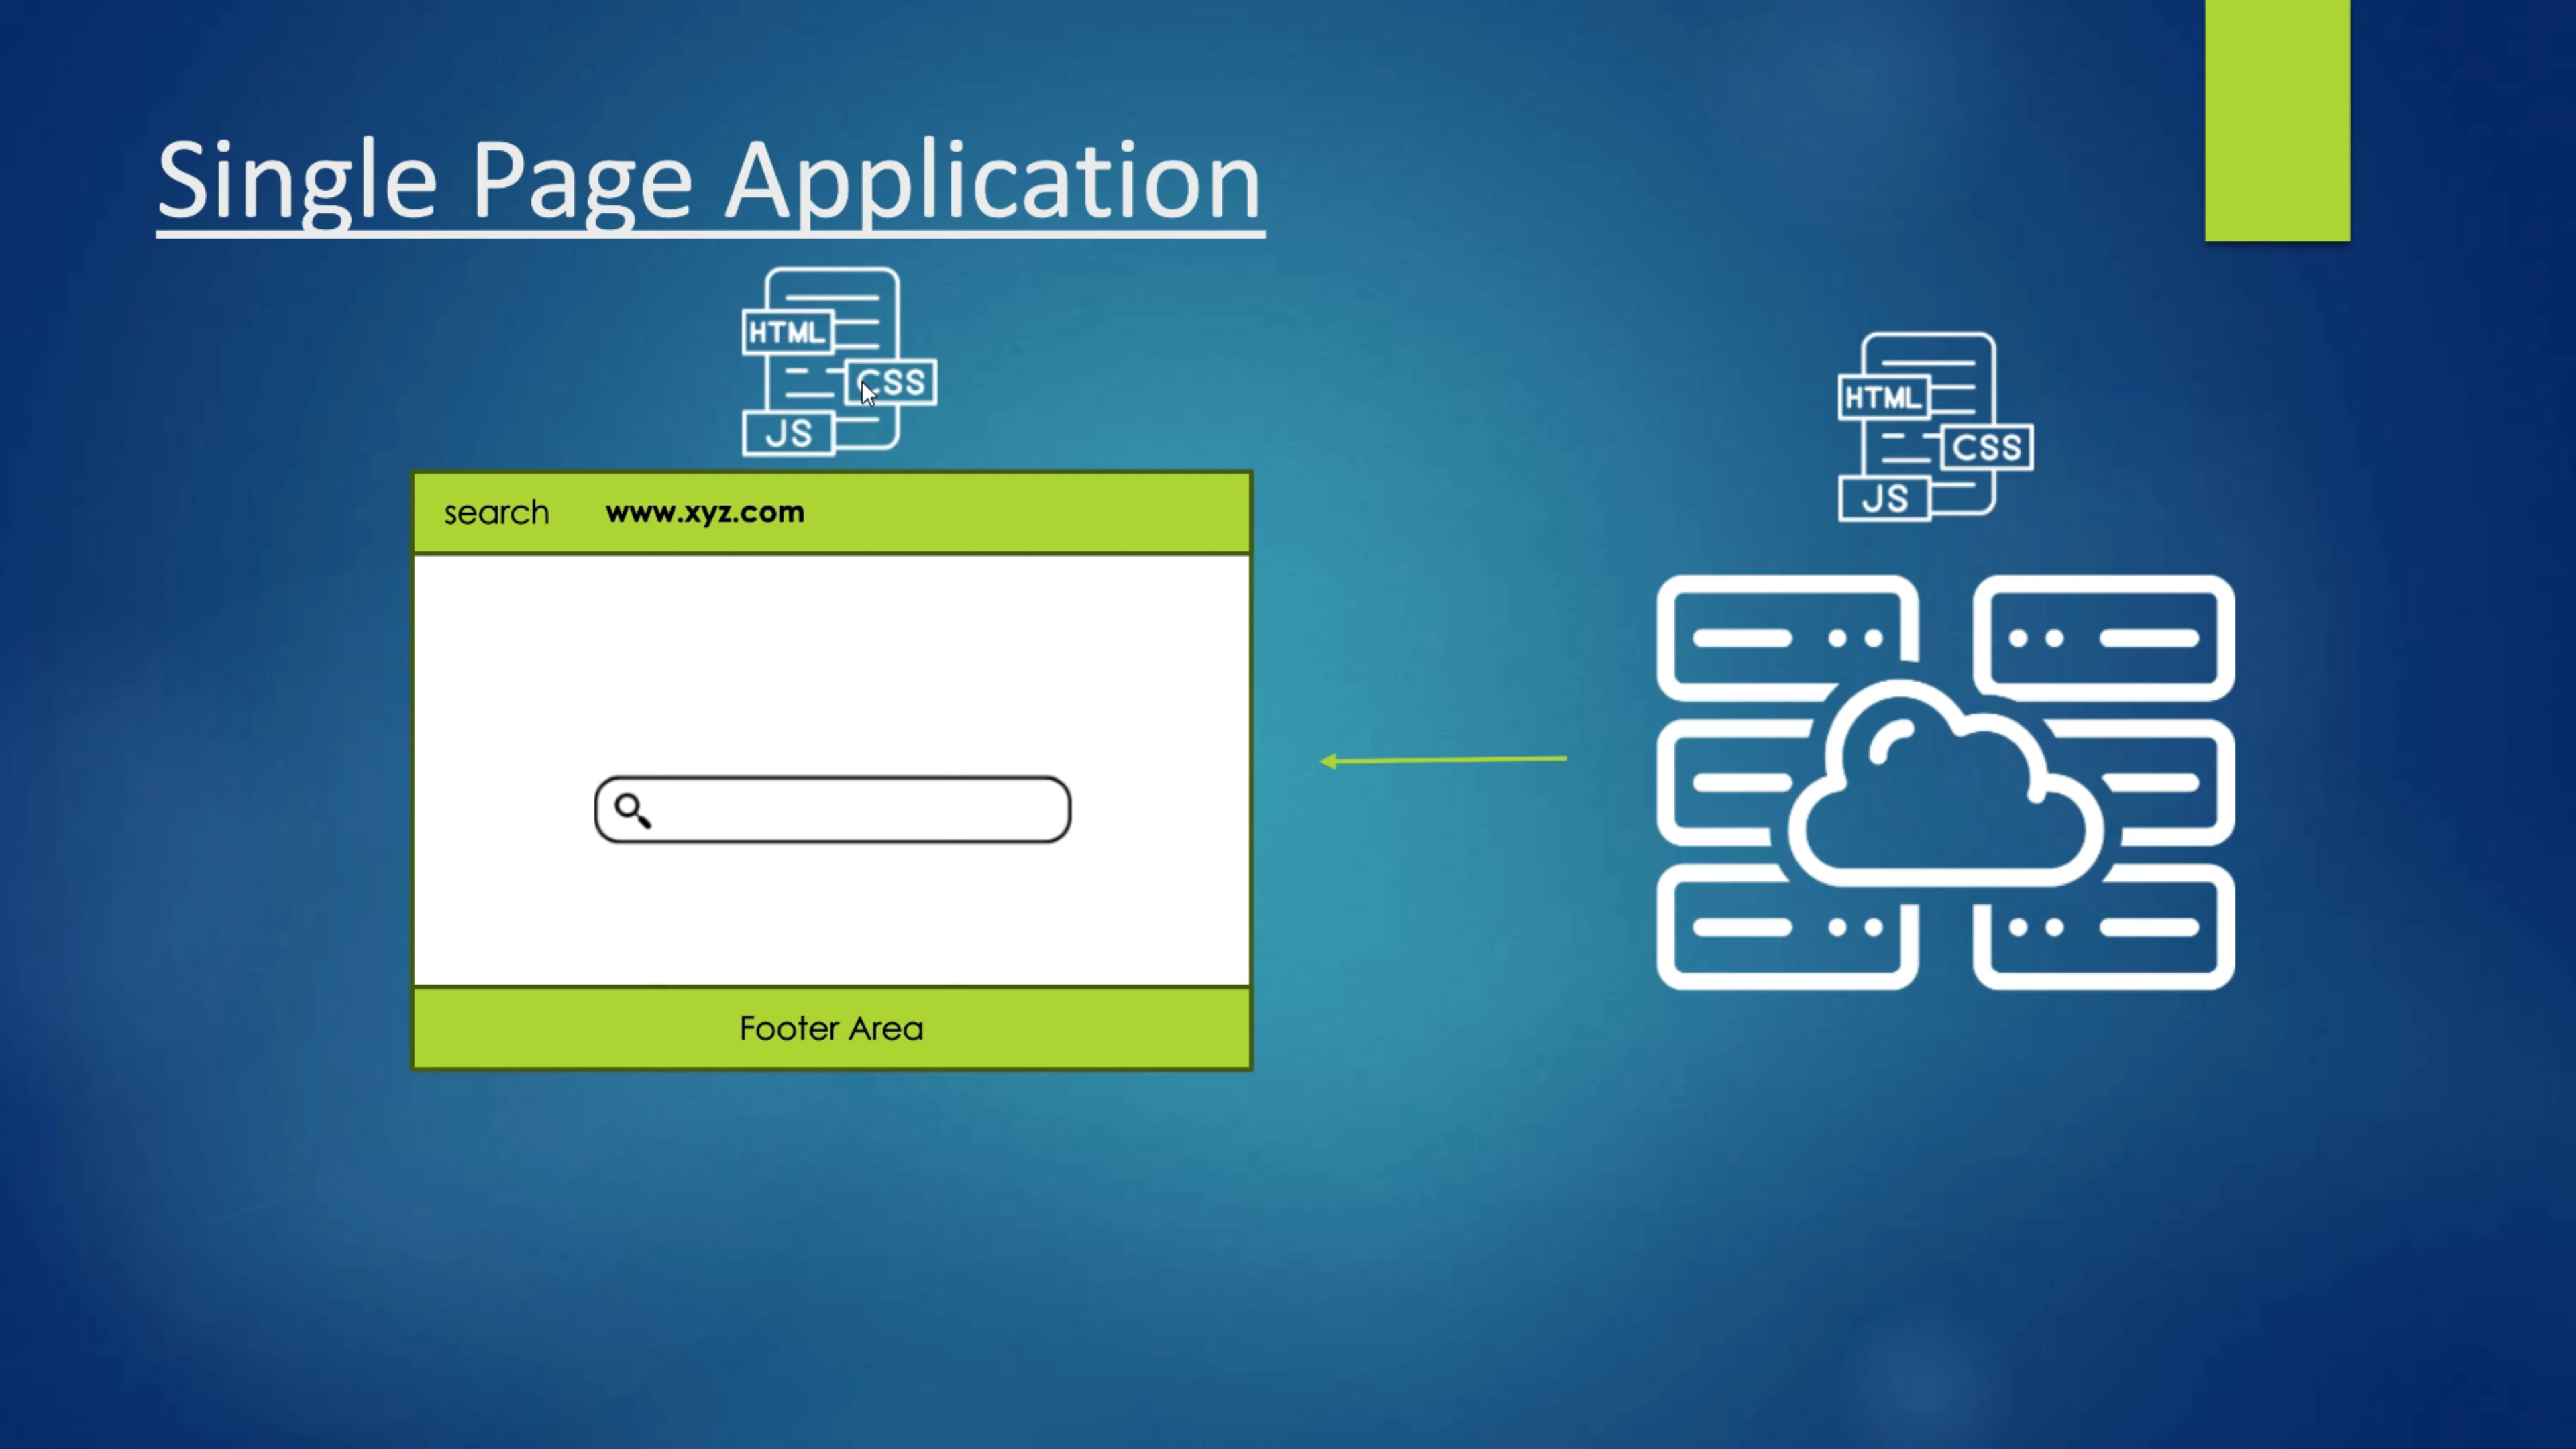 Single Page Application
HTML
CSS
JS
HTML
CSS
JS
search www.xyz.com
Footer Area